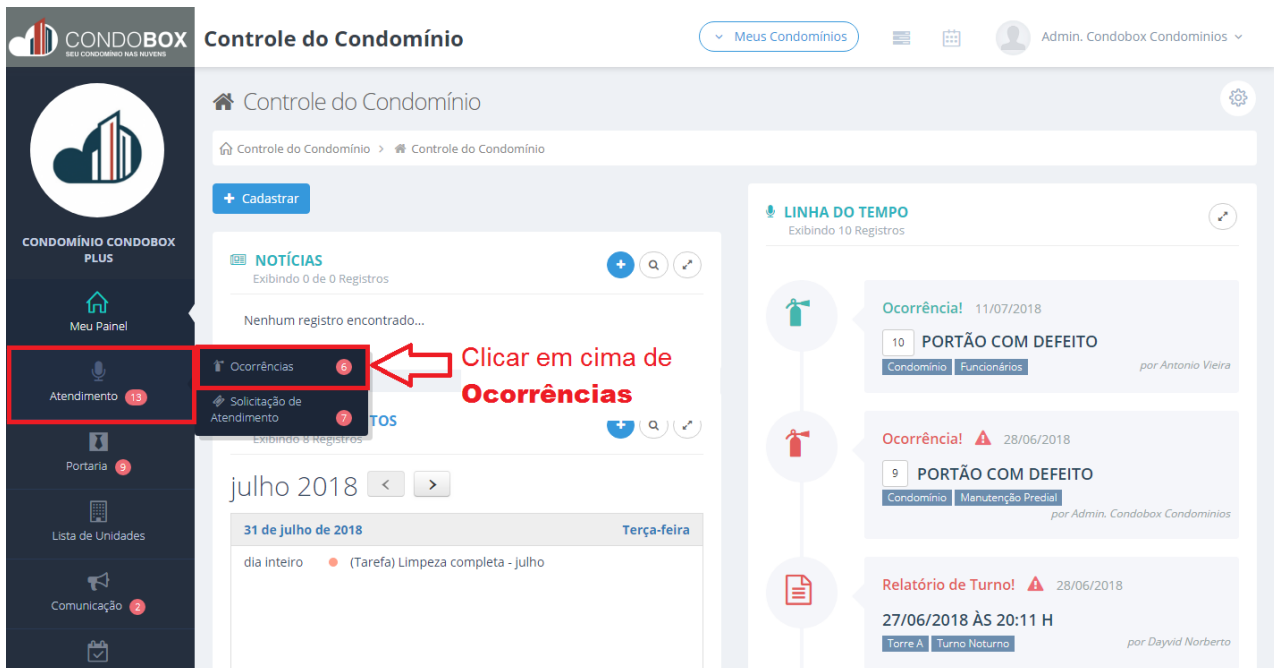 CONDOBOX
SEU CONDOMÍNIO NAS NUVENS
Controle do Condomínio
Meus Condomínios
Admin. Condobox Condominios
CONDOMÍNIO CONDOBOX
PLUS
Meu Painel
Atendimento 13
Portaria 9
Lista de Unidades
Comunicação 2
Controle do Condomínio
Controle do Condomínio > Controle do Condomínio
+ Cadastrar
NOTÍCIAS
Exibindo 0 de 0 Registros
Nenhum registro encontrado...
Ocorrências 6
Solicitação de
Atendimento 7
Clicar em cima de
Ocorrências
TOS
Exibindo 8 Registros
julho 2018 < >
31 de julho de 2018 Terça-feira
dia inteiro (Tarefa) Limpeza completa - julho
LINHA DO TEMPO
Exibindo 10 Registros
Ocorrência! 11/07/2018
10 PORTÃO COM DEFEITO
Condomínio Funcionários
por Antonio Vieira
Ocorrência! 28/06/2018
9 PORTÃO COM DEFEITO
Condomínio Manutenção Predial
por Admin. Condobox Condominios
Relatório de Turno! 28/06/2018
27/06/2018 ÀS 20:11 H
Torre A Turno Noturno
por Dayvid Norberto